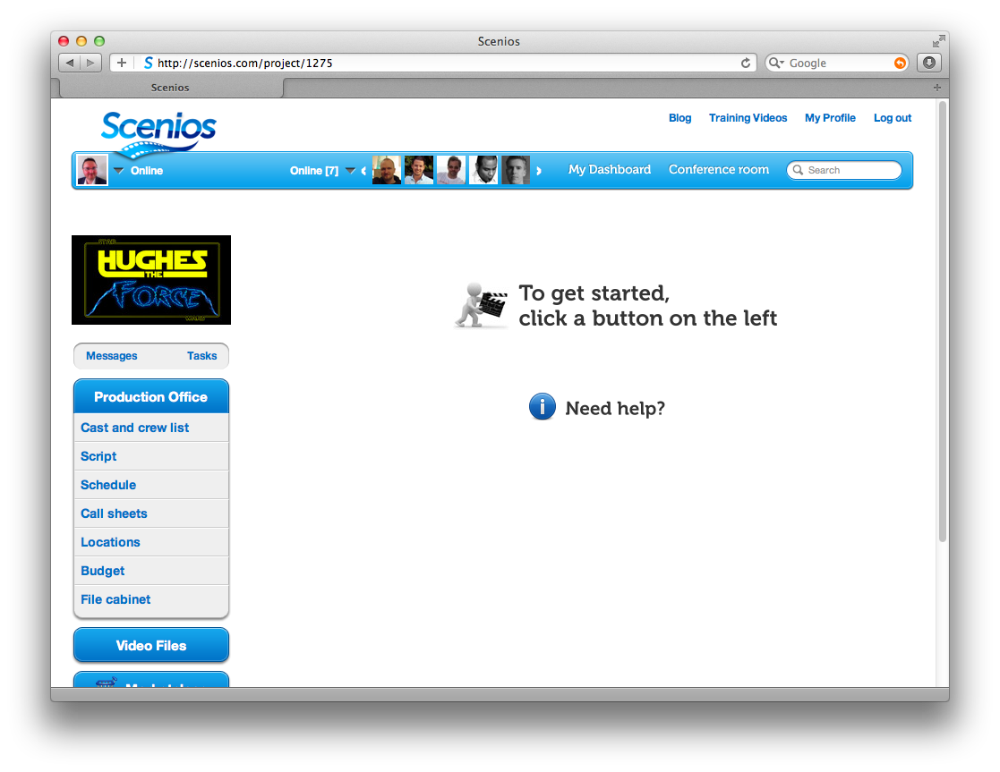 Scenios
http://scenios.com/project/1275
Google
Scenios
Blog Training Videos My Profile Log out
Scenios
Online Online [7] My Dashboard Conference room Search
STAR
HUGHES
THE
FORCE
WARS
To get started,
click a button on the left
Need help?
Messages Tasks
Production Office
Cast and crew list
Script
Schedule
Call sheets
Locations
Budget
File cabinet
Video Files